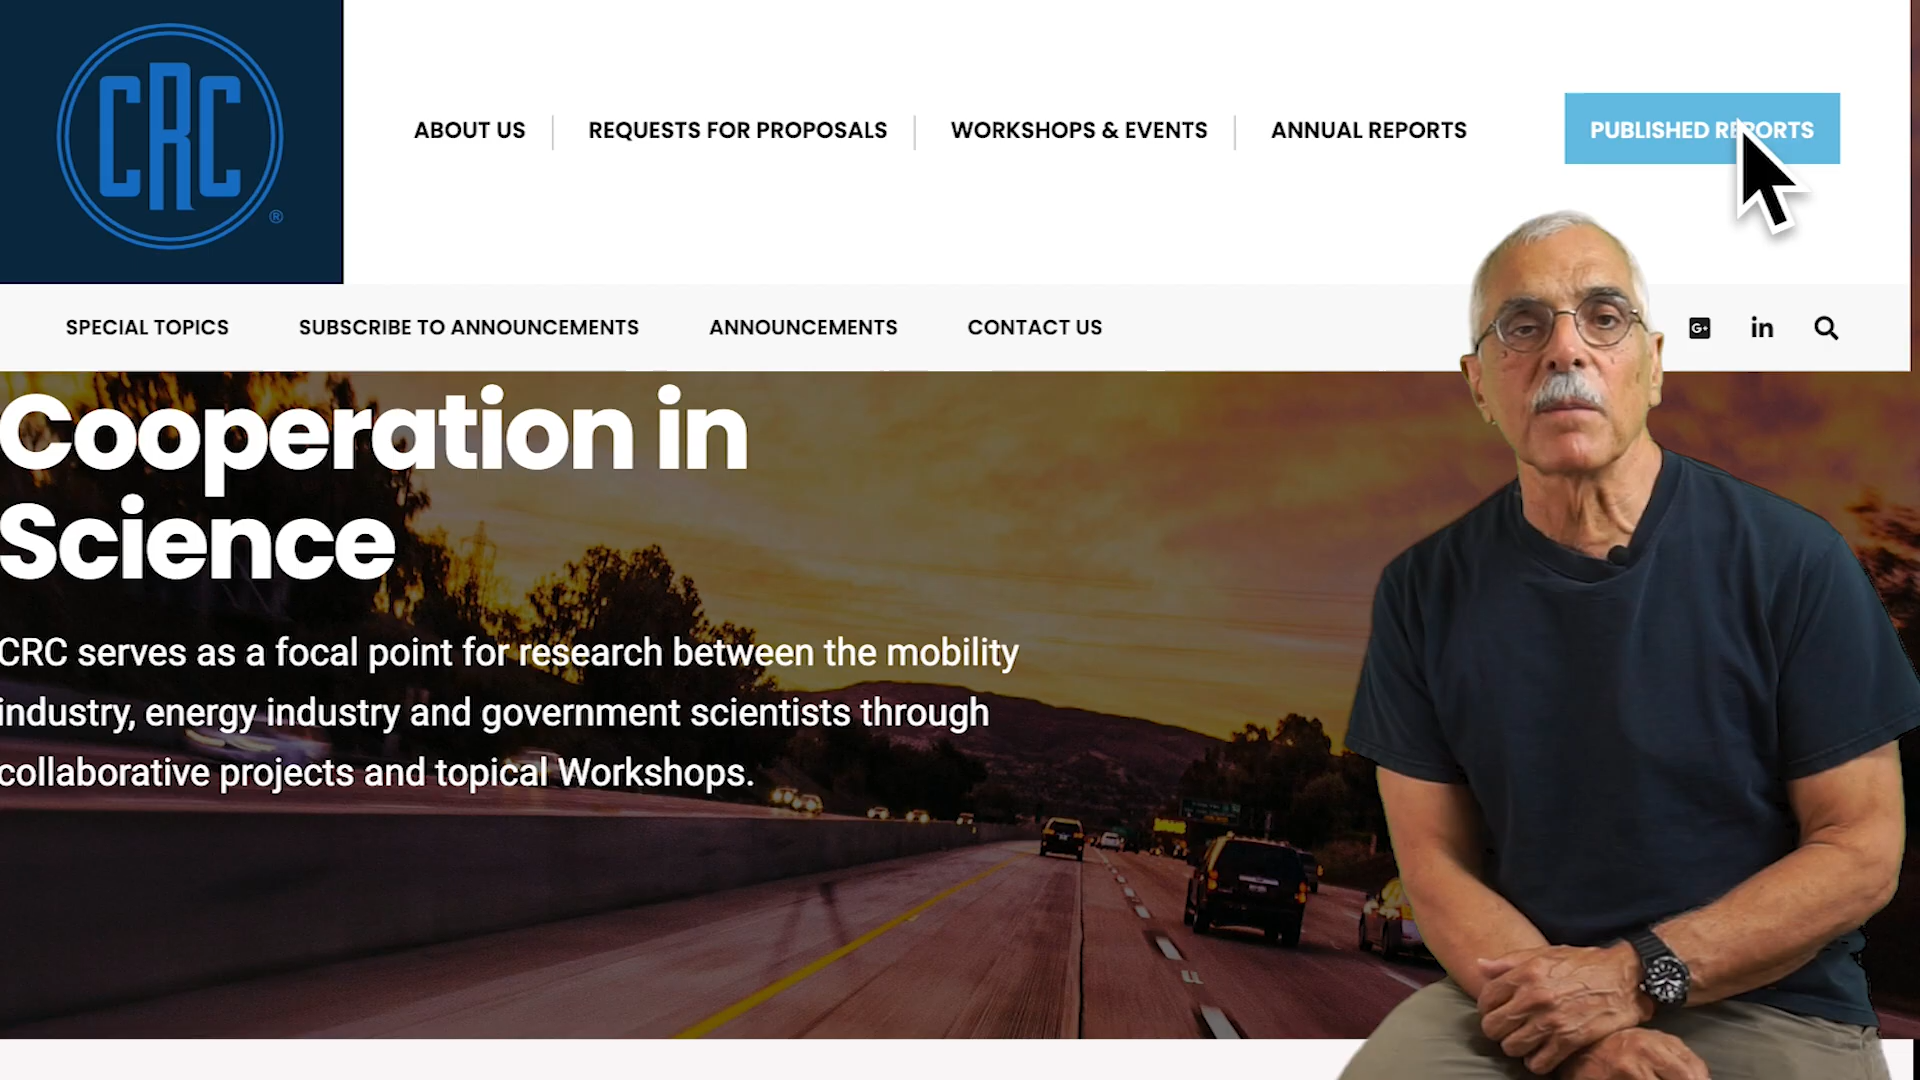 CRC
®
ABOUT US
REQUESTS FOR PROPOSALS
WORKSHOPS & EVENTS
ANNUAL REPORTS
PUBLISHED REPORTS
SPECIAL TOPICS
SUBSCRIBE TO ANNOUNCEMENTS
ANNOUNCEMENTS
CONTACT US
G+
in
Cooperation in
Science
CRC serves as a focal point for research between the mobility
industry, energy industry and government scientists through
collaborative projects and topical Workshops.